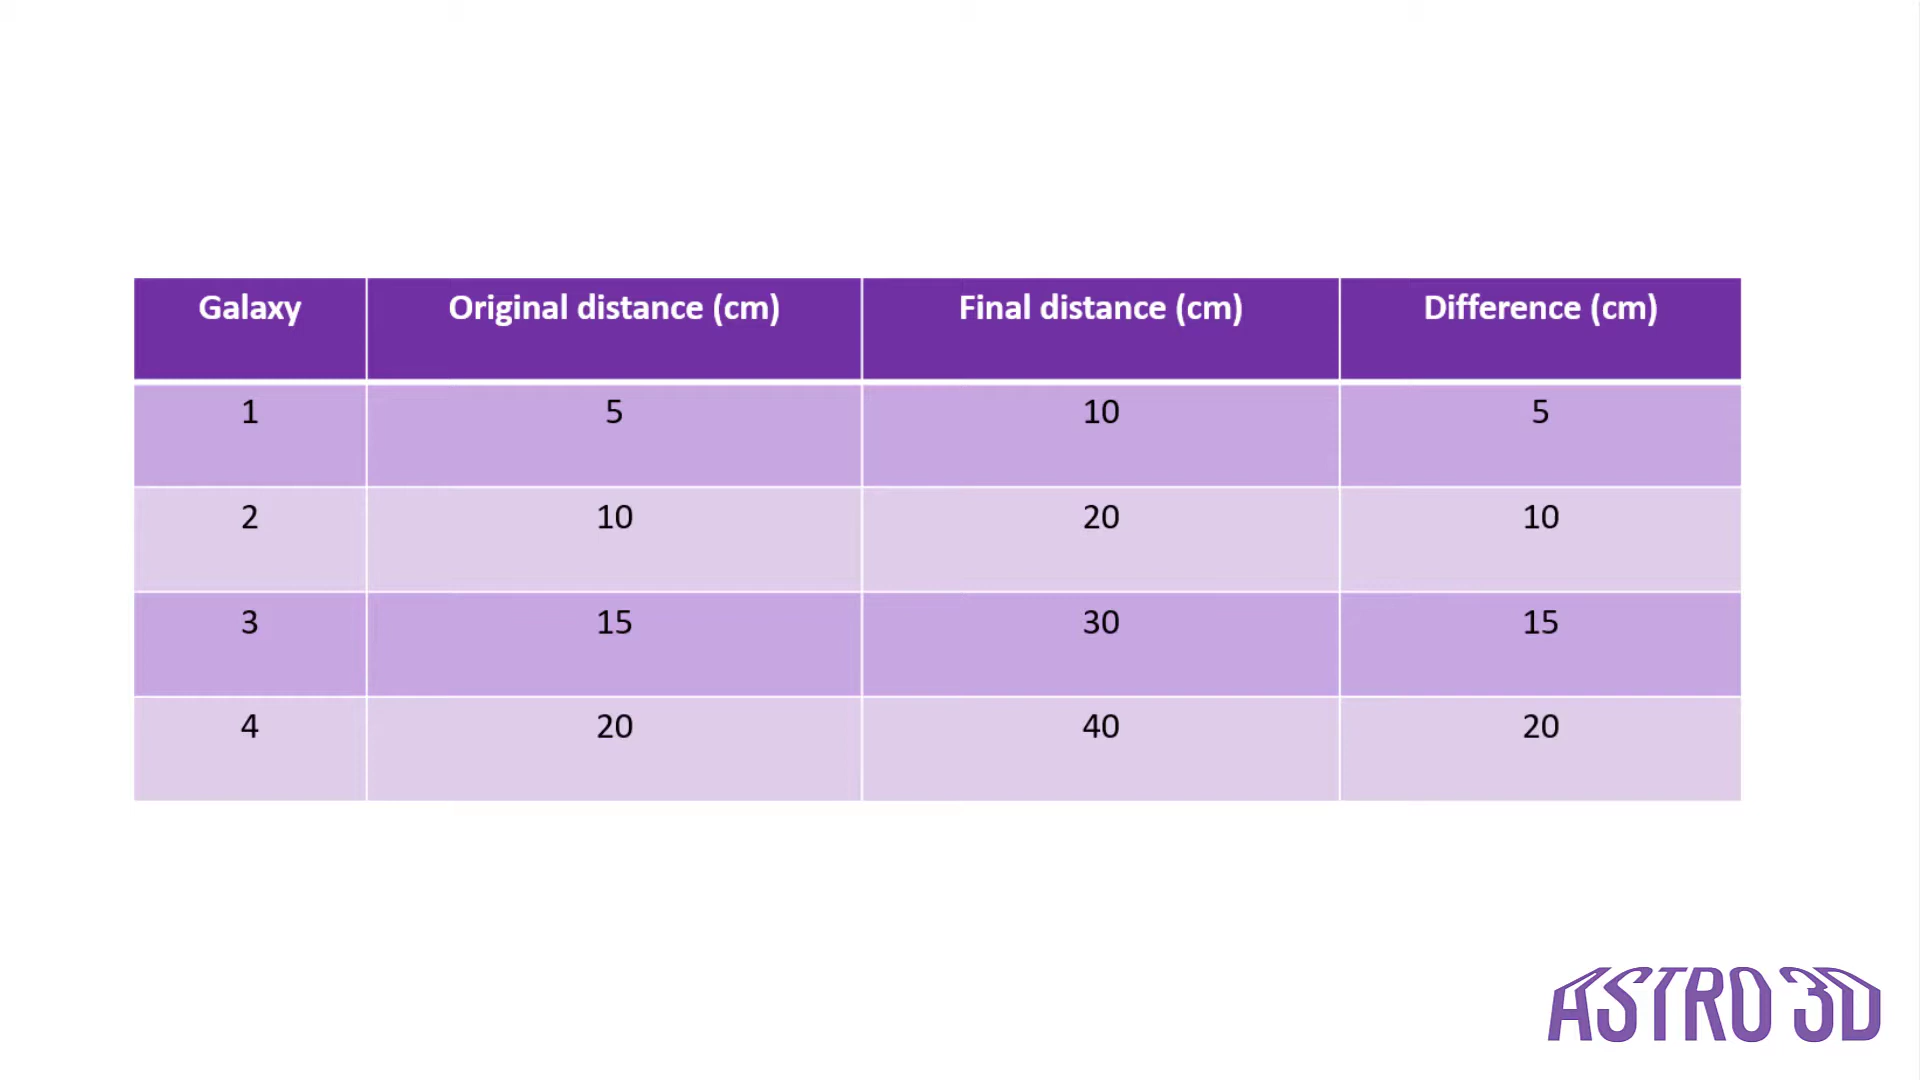 Galaxy Original distance (cm) Final distance (cm) Difference (cm)
1 5 10 5
2 10 20 10
3 15 30 15
4 20 40 20
ASTRO 3D